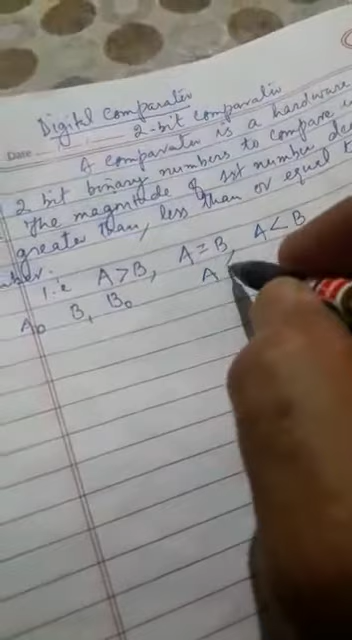 Digital Comparator
Date 2-bit comparator
A comparator is a hardware
2 bit binary numbers to compare
The magnitude of 1st number
greater than, less than or equal
i.e A>B, A=B A<B
A₀ B₁ B₀ A <